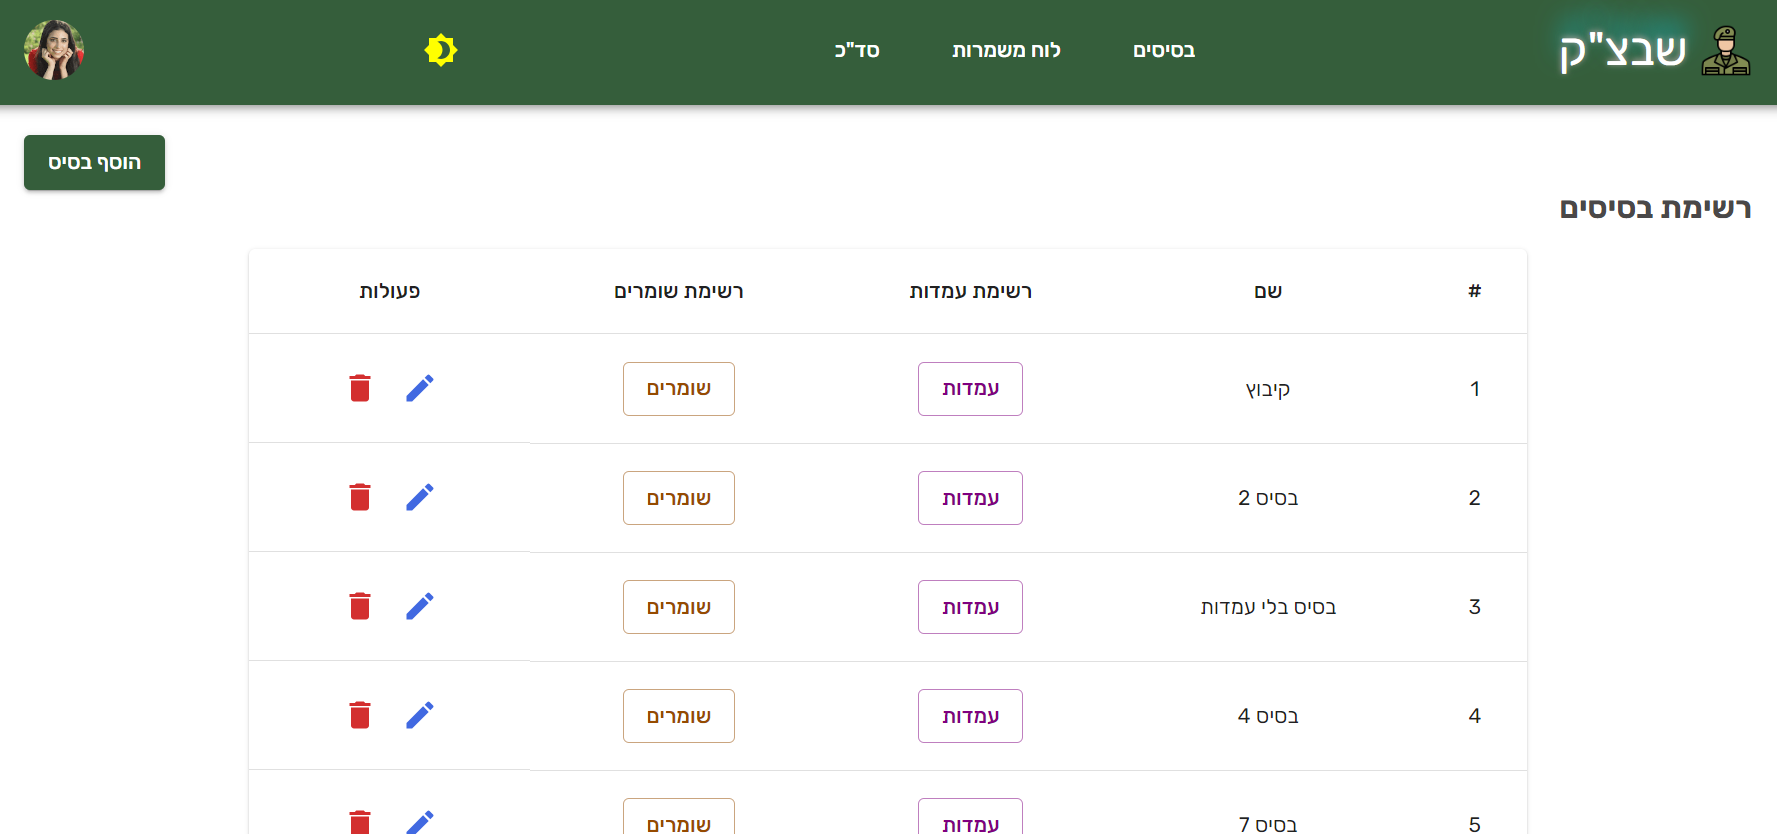 שבצ"ק בסיסים לוח משמרות סד"כ
הוסף בסיס
רשימת בסיסים
# שם רשימת עמדות רשימת שומרים פעולות
1 קיבוץ עמדות שומרים
2 בסיס 2 עמדות שומרים
3 בסיס בלי עמדות עמדות שומרים
4 בסיס 4 עמדות שומרים
5 בסיס 7 עמדות שומרים